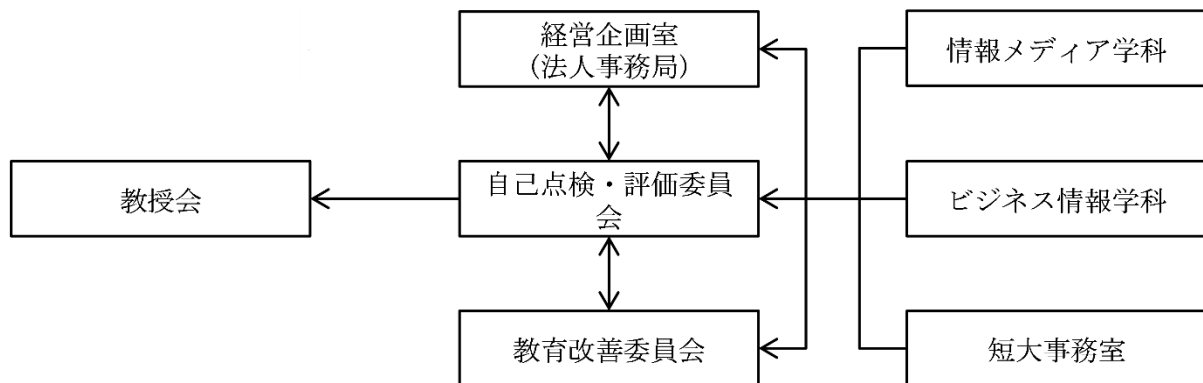 経営企画室
(法人事務局)
情報メディア学科
教授会
自己点検・評価委員
会
ビジネス情報学科
教育改善委員会
短大事務室